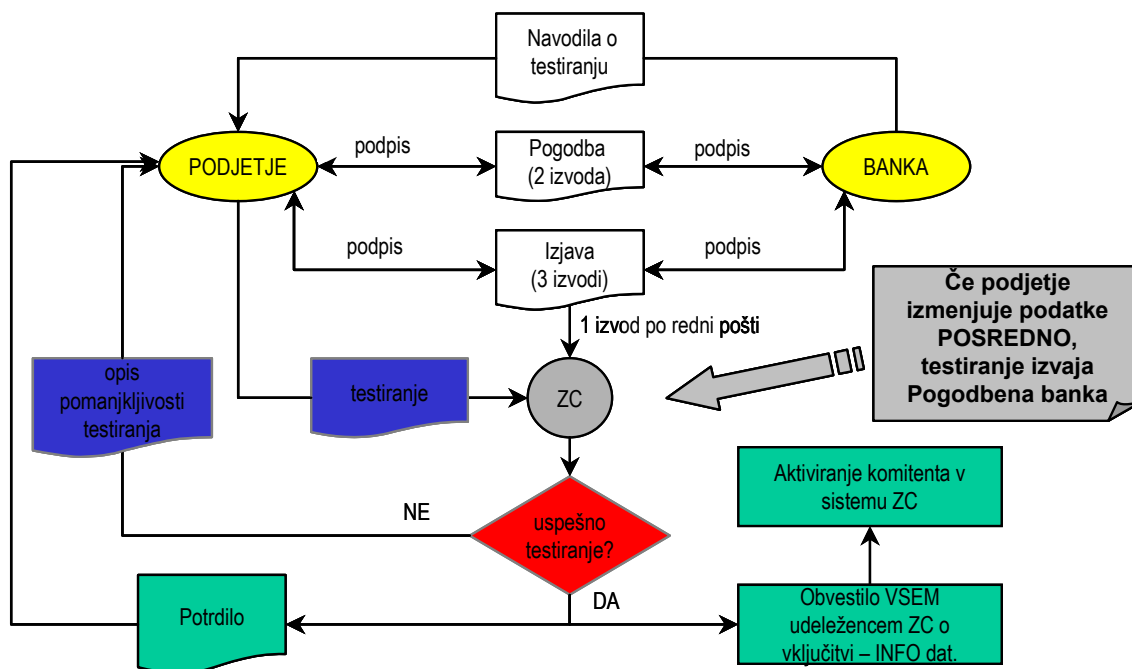 Navodila o
testiranju
PODJETJE
podpis
Pogodba
(2 izvoda)
podpis
BANKA
podpis
Izjava
(3 izvodi)
podpis
1 izvod po redni pošti
Če podjetje
izmenjuje podatke
POSREDNO,
testiranje izvaja
Pogodbena banka
opis
pomanjkljivosti
testiranja
testiranje
ZC
Aktiviranje komitenta v
sistemu ZC
NE
uspešno
testiranje?
DA
Potrdilo
Obvestilo VSEM
udeležencem ZC o
vključitvi – INFO dat.